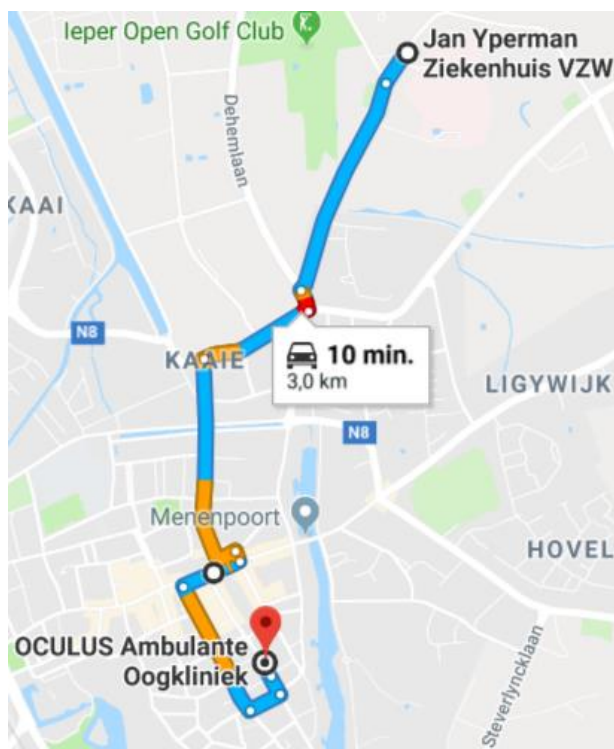 Ieper Open Golf Club
Jan Yperman
Ziekenhuis VZW
Dehemlaan
KAAI
N8
KAAIE
10 min.
3,0 km
LIGYWIJK
N8
Menenpoort
HOVEL
OCULUS Ambulante
Oogkliniek
Steverlyncklaan